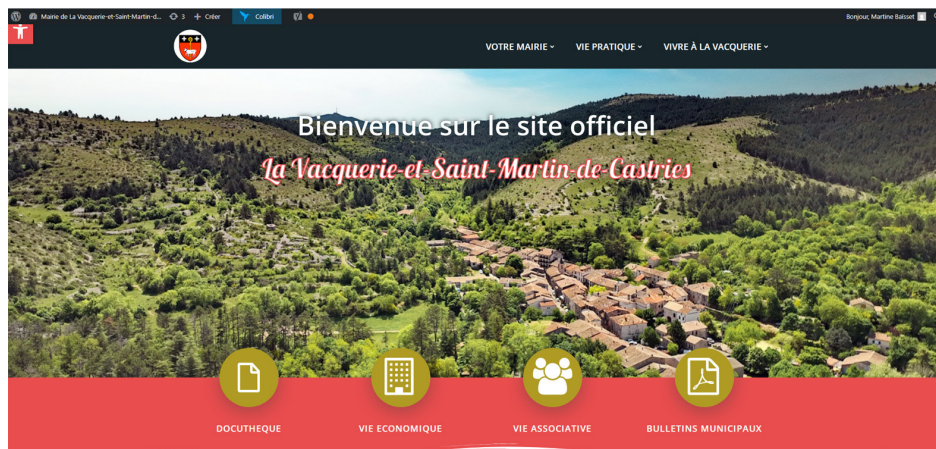 Mairie de La Vacquerie-et-Saint-Martin-d... 3 + Créer Colibri Bonjour, Martine Baïsset
VOTRE MAIRIE VIE PRATIQUE VIVRE À LA VACQUERIE
Bienvenue sur le site officiel
La Vacquerie-et-Saint-Martin-de-Castries
DOCUTHEQUE VIE ECONOMIQUE VIE ASSOCIATIVE BULLETINS MUNICIPAUX